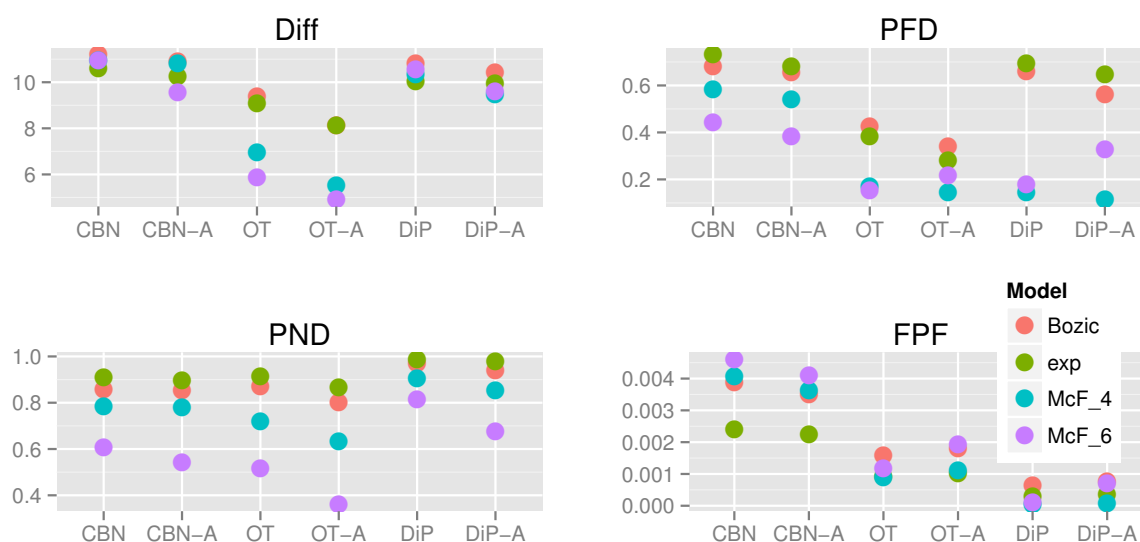 Diff
10
8
6
CBN CBN−A OT OT−A DiP DiP−A
PFD
0.6
0.4
0.2
CBN CBN−A OT OT−A DiP DiP−A
PND
1.0
0.8
0.6
0.4
CBN CBN−A OT OT−A DiP DiP−A
FPF
0.004
0.003
0.002
0.001
0.000
CBN CBN−A OT OT−A DiP DiP−A
Model
Bozic
exp
McF_4
McF_6